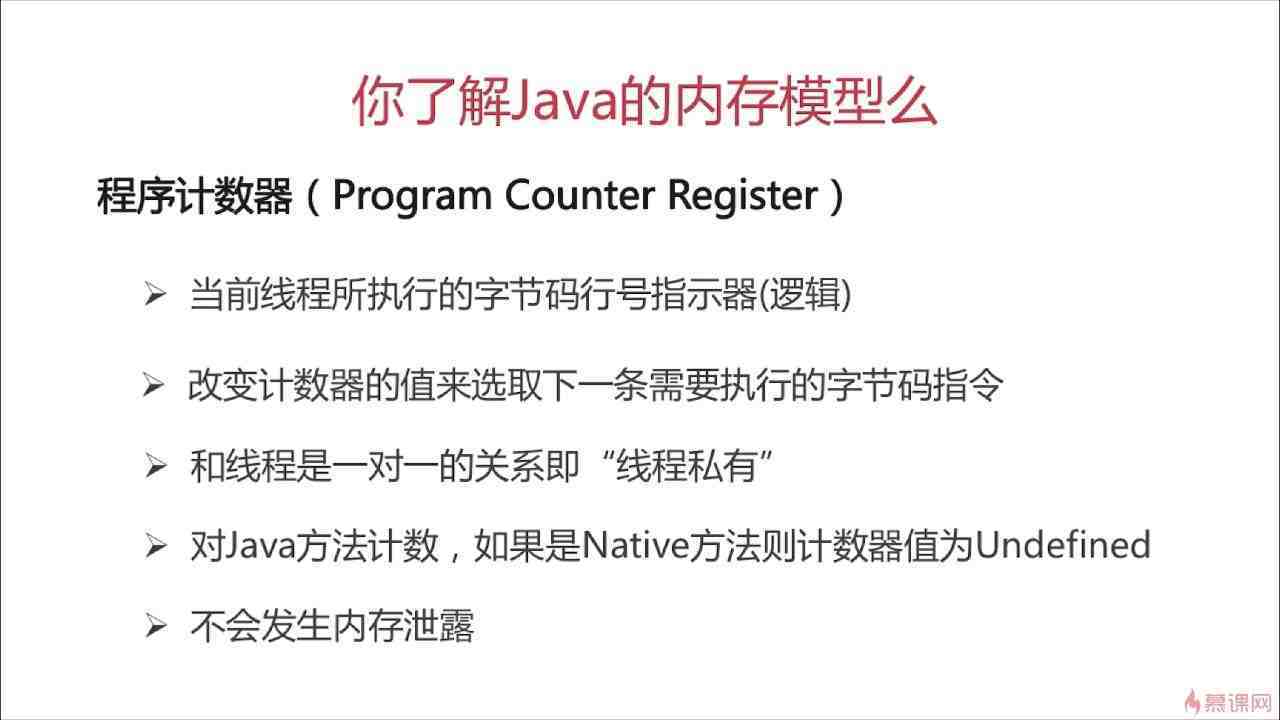 你了解Java的内存模型么
程序计数器（Program Counter Register）
当前线程所执行的字节码行号指示器(逻辑)
改变计数器的值来选取下一条需要执行的字节码指令
和线程是一对一的关系即“线程私有”
对Java方法计数，如果是Native方法则计数器值为Undefined
不会发生内存泄露
慕课网